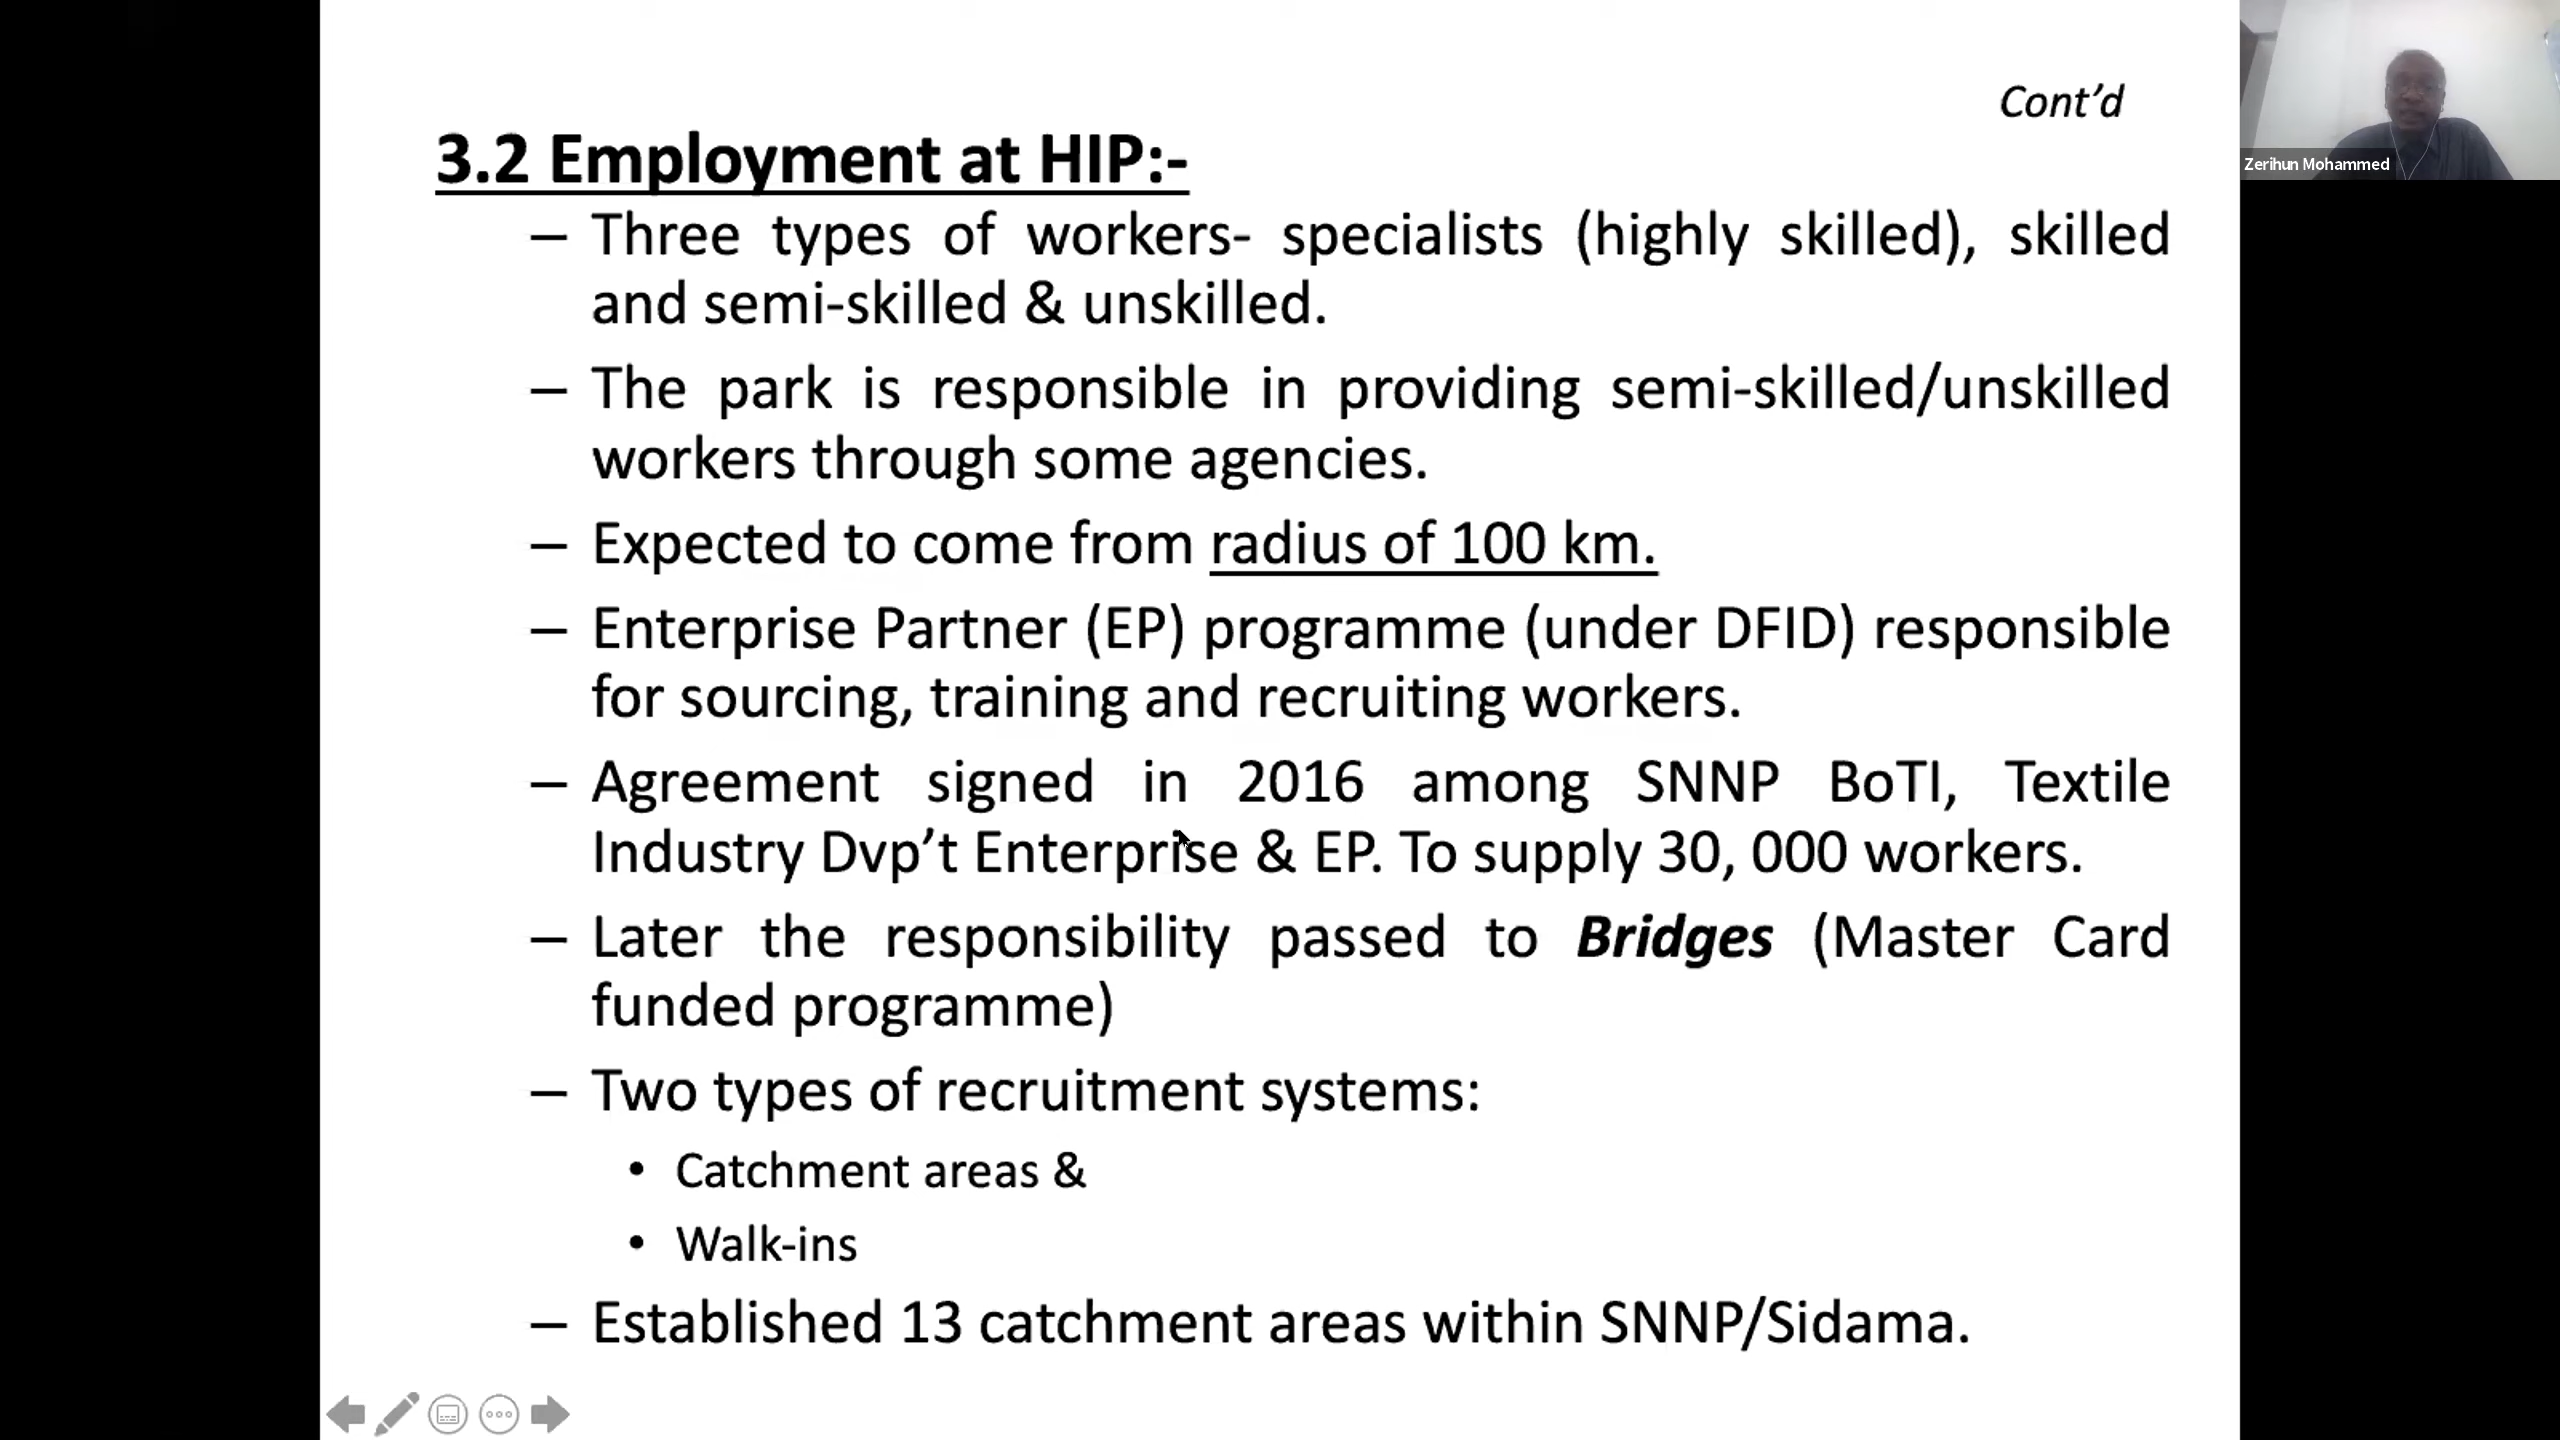 Cont’d
3.2 Employment at HIP:-
– Three types of workers- specialists (highly skilled), skilled
and semi-skilled & unskilled.
– The park is responsible in providing semi-skilled/unskilled
workers through some agencies.
– Expected to come from radius of 100 km.
– Enterprise Partner (EP) programme (under DFID) responsible
for sourcing, training and recruiting workers.
– Agreement signed in 2016 among SNNP BoTI, Textile
Industry Dvp’t Enterprise & EP. To supply 30, 000 workers.
– Later the responsibility passed to Bridges (Master Card
funded programme)
– Two types of recruitment systems:
• Catchment areas &
• Walk-ins
– Established 13 catchment areas within SNNP/Sidama.
Zerihun Mohammed